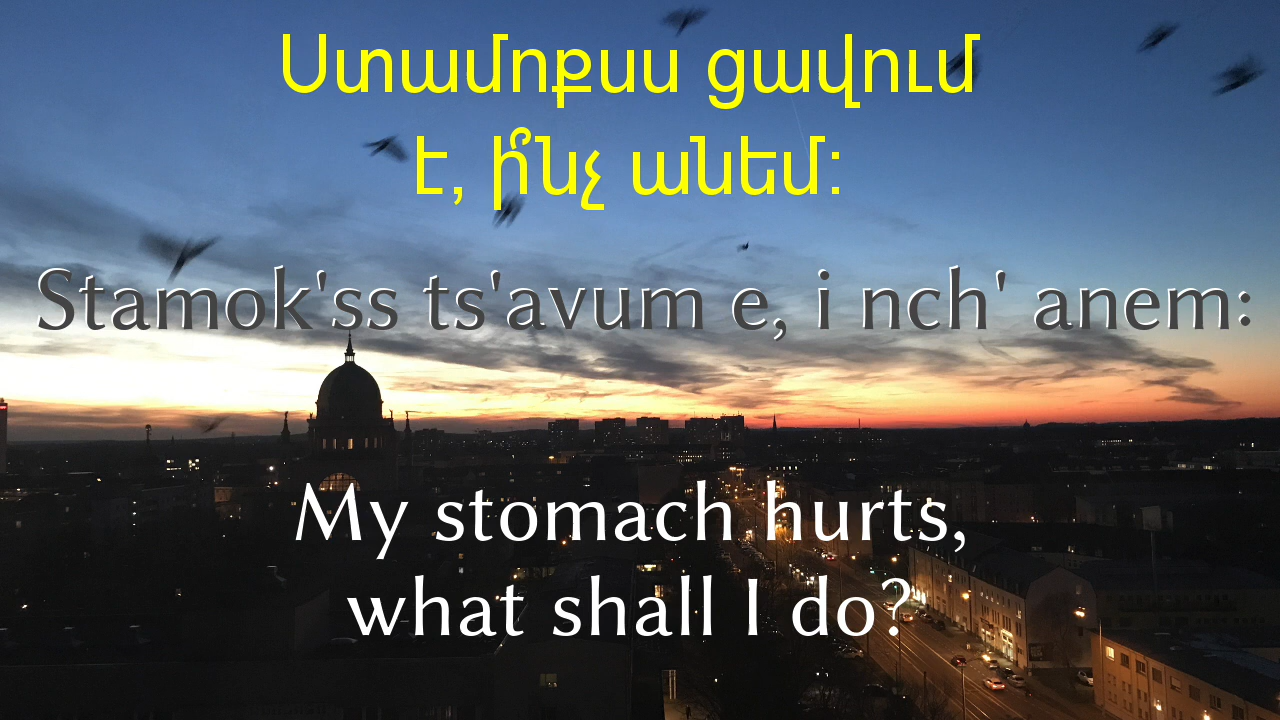 Ստամոքսս ցավում
է, ի՞նչ անեմ:
Stamok'ss ts'avum e, i nch' anem:
My stomach hurts,
what shall I do?